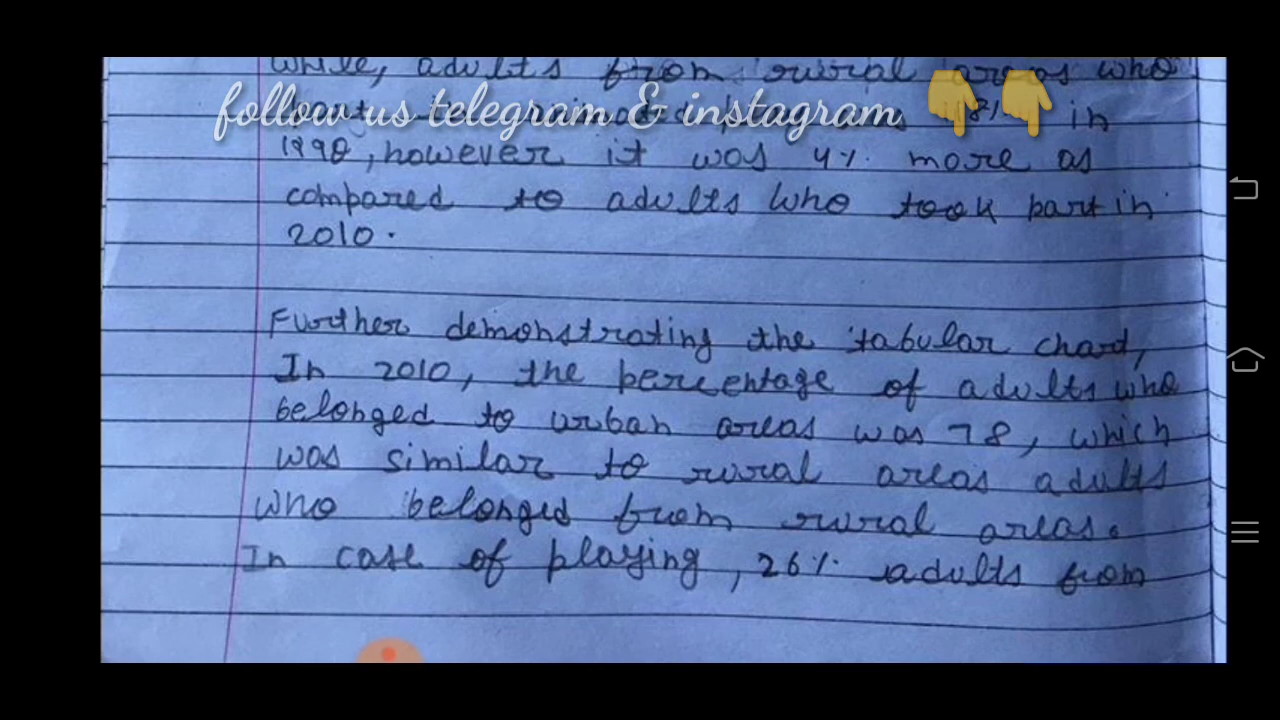 while, adults from rural areas who
follow us telegram & instagram 👇👇
in
1990, however it was 4%. more as
compared to adults who took part in
2010.
Further demonstrating the tabular chart,
In 2010, the percentage of adults who
belonged to urban areas was 78, which
was similar to rural areas adults
who belonged from rural areas.
In case of playing, 26%. adults from